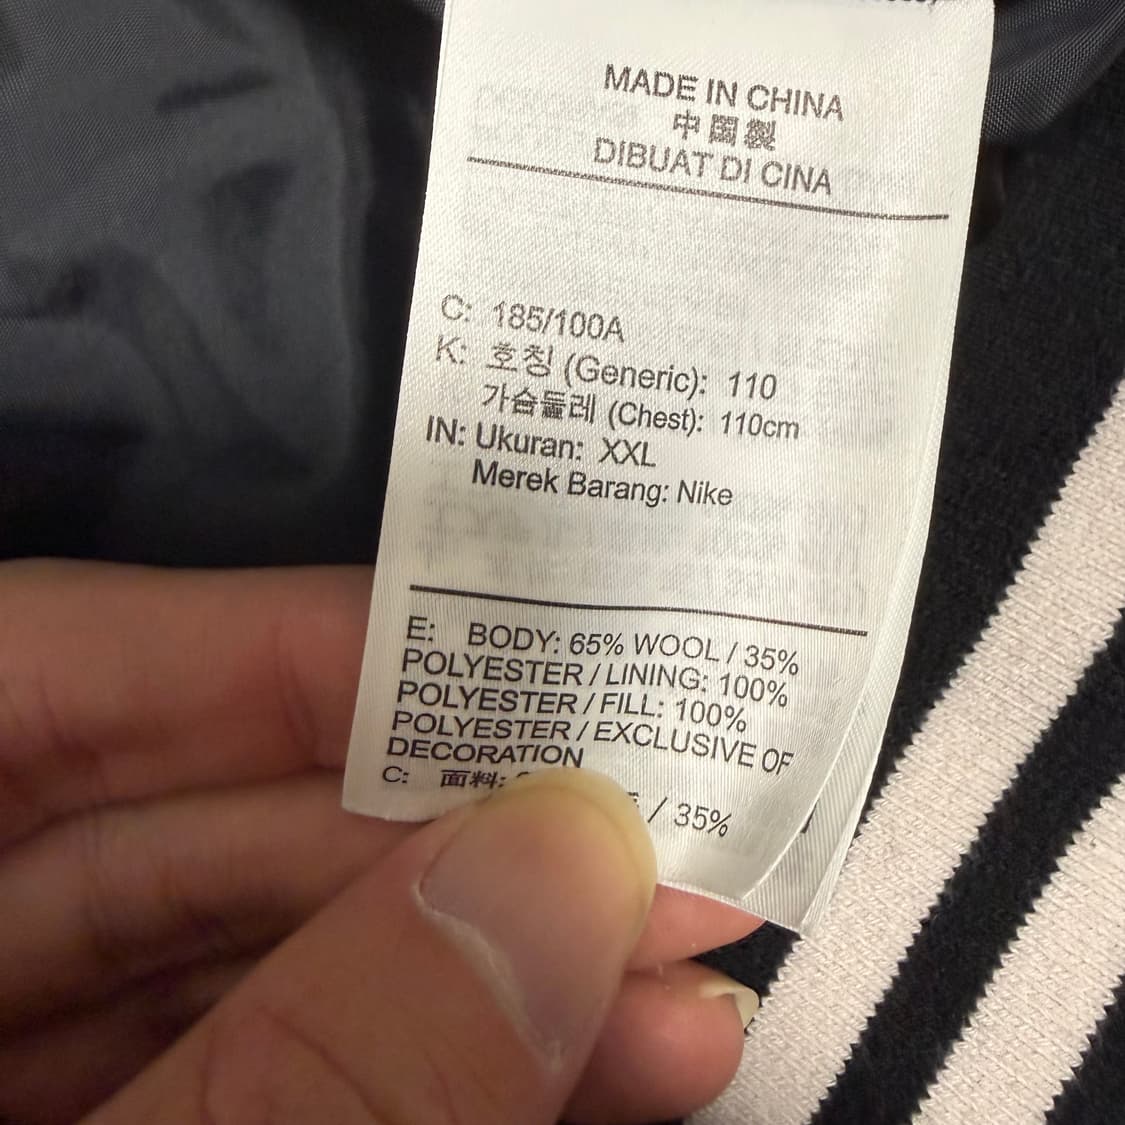 MADE IN CHINA
中国製
DIBUAT DI CINA
C: 185/100A
K: 호칭 (Generic): 110
가슴둘레 (Chest): 110cm
IN: Ukuran: XXL
Merek Barang: Nike
E: BODY: 65% WOOL / 35%
POLYESTER / LINING: 100%
POLYESTER / FILL: 100%
POLYESTER / EXCLUSIVE OF
DECORATION
C: 面料: / 35%